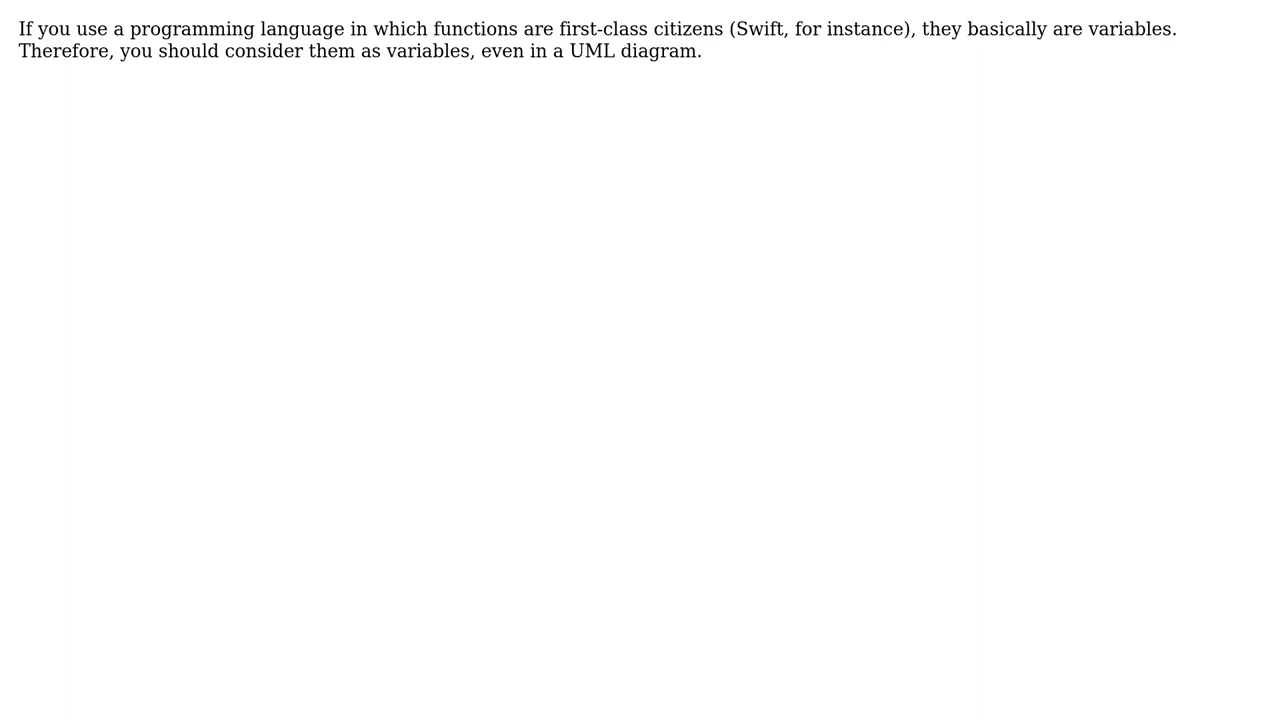 If you use a programming language in which functions are first-class citizens (Swift, for instance), they basically are variables.
Therefore, you should consider them as variables, even in a UML diagram.